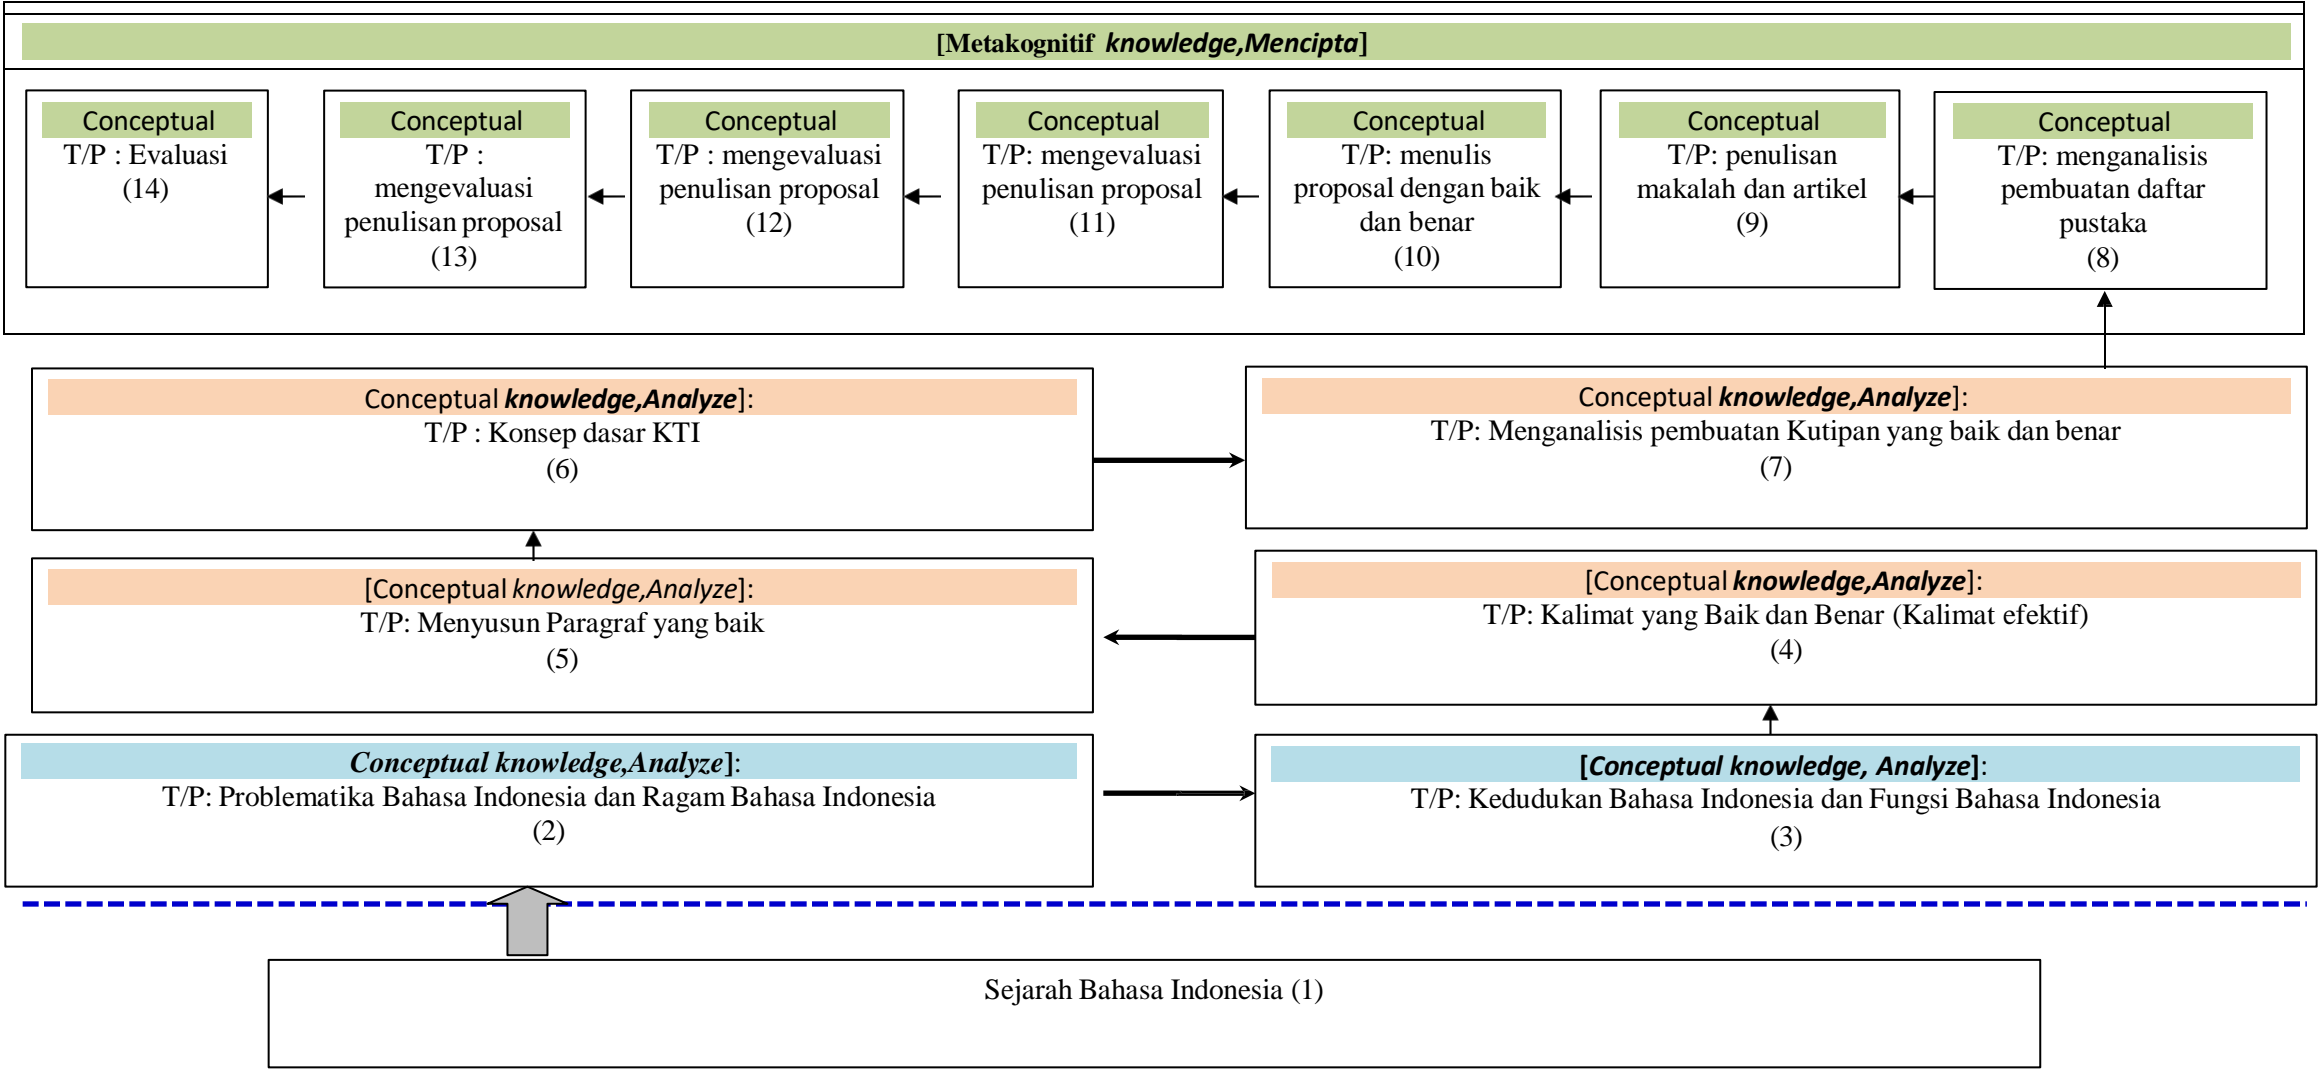 [Metakognitif knowledge,Mencipta]
Conceptual
T/P : Evaluasi
(14)
Conceptual
T/P :
mengevaluasi
penulisan proposal
(13)
Conceptual
T/P : mengevaluasi
penulisan proposal
(12)
Conceptual
T/P: mengevaluasi
penulisan proposal
(11)
Conceptual
T/P: menulis
proposal dengan baik
dan benar
(10)
Conceptual
T/P: penulisan
makalah dan artikel
(9)
Conceptual
T/P: menganalisis
pembuatan daftar
pustaka
(8)
Conceptual knowledge,Analyze]:
T/P : Konsep dasar KTI
(6)
Conceptual knowledge,Analyze]:
T/P: Menganalisis pembuatan Kutipan yang baik dan benar
(7)
[Conceptual knowledge,Analyze]:
T/P: Menyusun Paragraf yang baik
(5)
[Conceptual knowledge,Analyze]:
T/P: Kalimat yang Baik dan Benar (Kalimat efektif)
(4)
Conceptual knowledge,Analyze]:
T/P: Problematika Bahasa Indonesia dan Ragam Bahasa Indonesia
(2)
[Conceptual knowledge, Analyze]:
T/P: Kedudukan Bahasa Indonesia dan Fungsi Bahasa Indonesia
(3)
Sejarah Bahasa Indonesia (1)